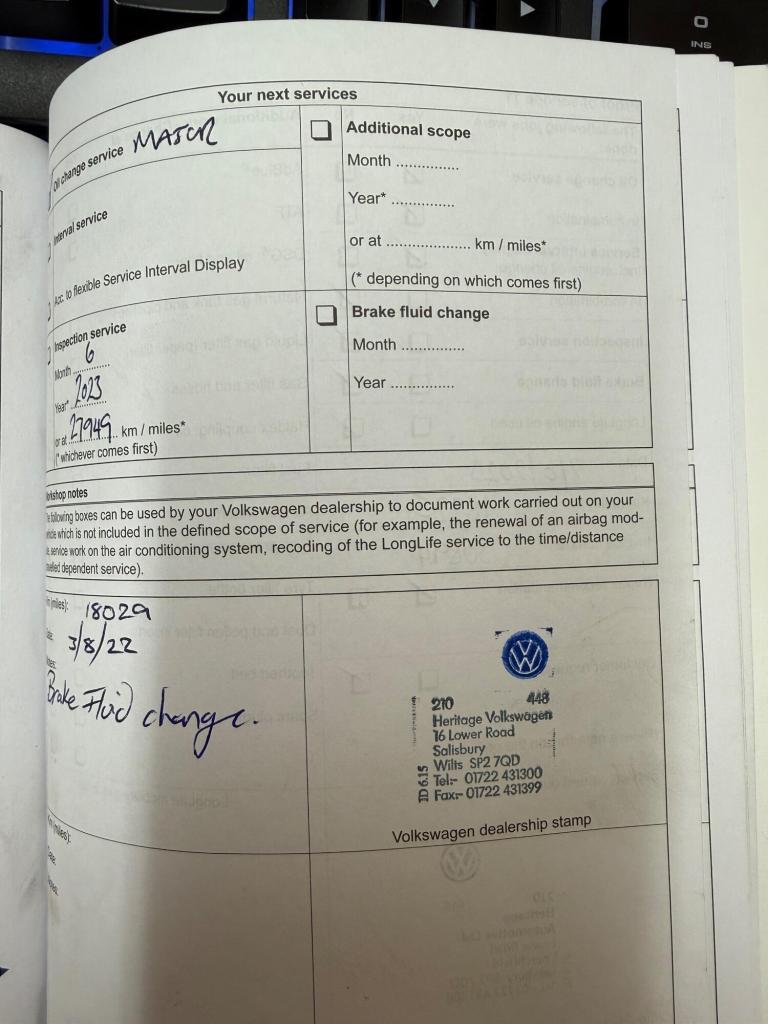 INS
Your next services
Oil change service MAJOR
Interval service
Acc. to flexible Service Interval Display
Inspection service
Month 6
Year* 2023
or at 27949 km / miles*
(* whichever comes first)
Additional scope
Month ..............
Year* ..............
or at .................... km / miles*
(* depending on which comes first)
Brake fluid change
Month ..............
Year ..............
kshop notes
following boxes can be used by your Volkswagen dealership to document work carried out on your
which is not included in the defined scope of service (for example, the renewal of an airbag mod-
service work on the air conditioning system, recoding of the LongLife service to the time/distance
dependent service).
(miles): 18029
3/8/22
Brake Fluid change.
210 448
Heritage Volkswagen
16 Lower Road
Salisbury
Wilts SP2 7QD
Tel:- 01722 431300
Fax:- 01722 431399
ID 6.15
Volkswagen dealership stamp
(miles):